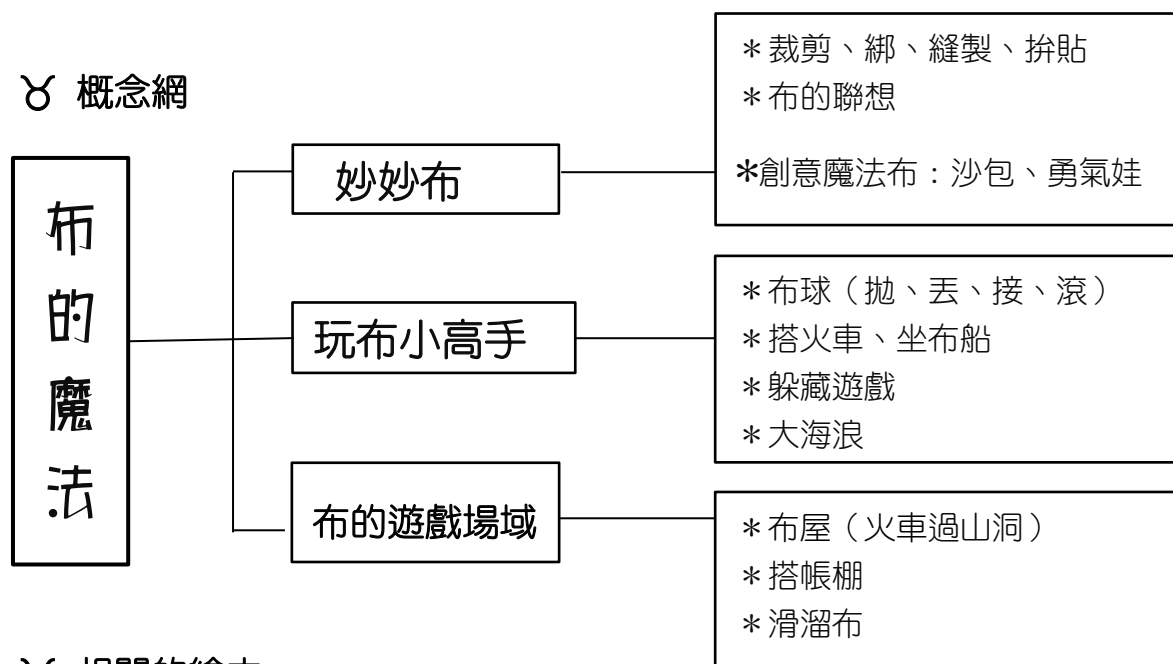 ♉ 概念網
布的魔法
妙妙布
*裁剪、綁、縫製、拚貼
*布的聯想
*創意魔法布：沙包、勇氣娃
玩布小高手
*布球（拋、丟、接、滾）
*搭火車、坐布船
*躲藏遊戲
*大海浪
布的遊戲場域
*布屋（火車過山洞）
*搭帳棚
*滑溜布